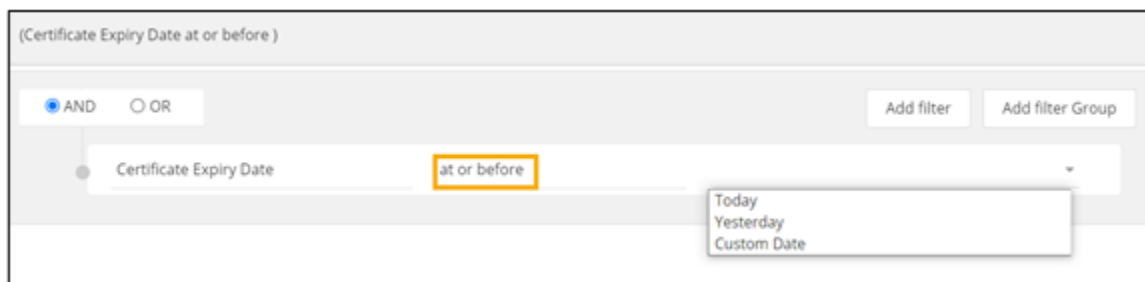 (Certificate Expiry Date at or before )
AND OR Add filter Add filter Group
Certificate Expiry Date at or before
Today
Yesterday
Custom Date